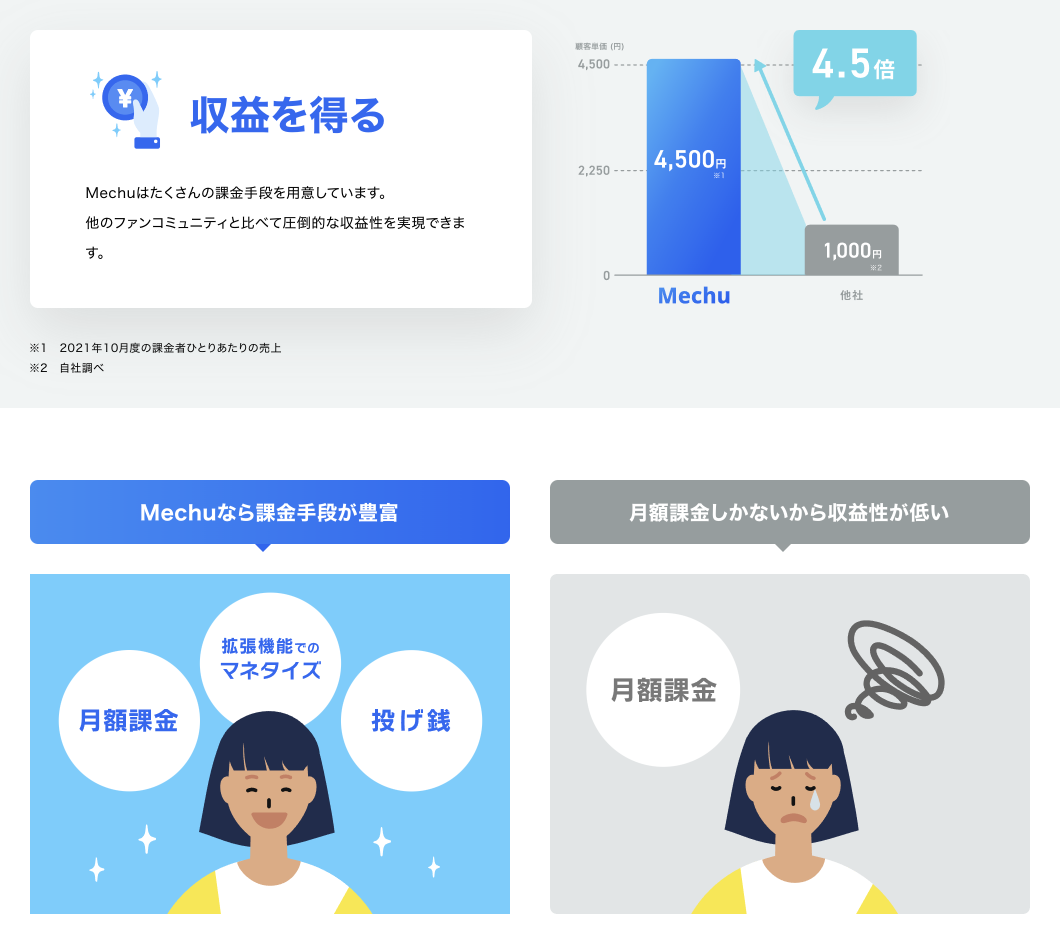 収益を得る
Mechuはたくさんの課金手段を用意しています。
他のファンコミュニティと比べて圧倒的な収益性を実現できま
す。
※1　2021年10月度の課金者ひとりあたりの売上
※2　自社調べ
顧客単価 (円)
4,500
2,250
0
4.5倍
4,500円
※1
1,000円
※2
Mechu
他社
Mechuなら課金手段が豊富
月額課金
拡張機能での
マネタイズ
投げ銭
月額課金しかないから収益性が低い
月額課金